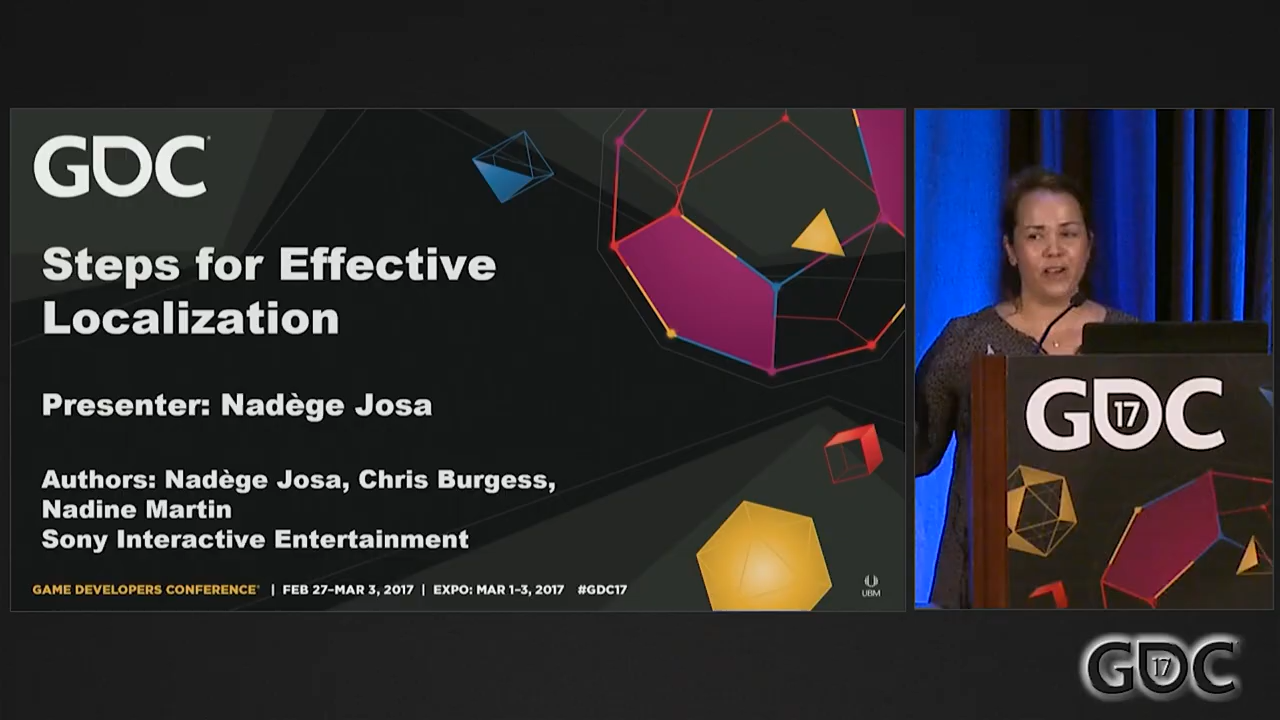 GDC
Steps for Effective
Localization
Presenter: Nadège Josa
Authors: Nadège Josa, Chris Burgess,
Nadine Martin
Sony Interactive Entertainment
GAME DEVELOPERS CONFERENCE® | FEB 27–MAR 3, 2017 | EXPO: MAR 1–3, 2017 #GDC17
UBM
GDC
17
GDC
17